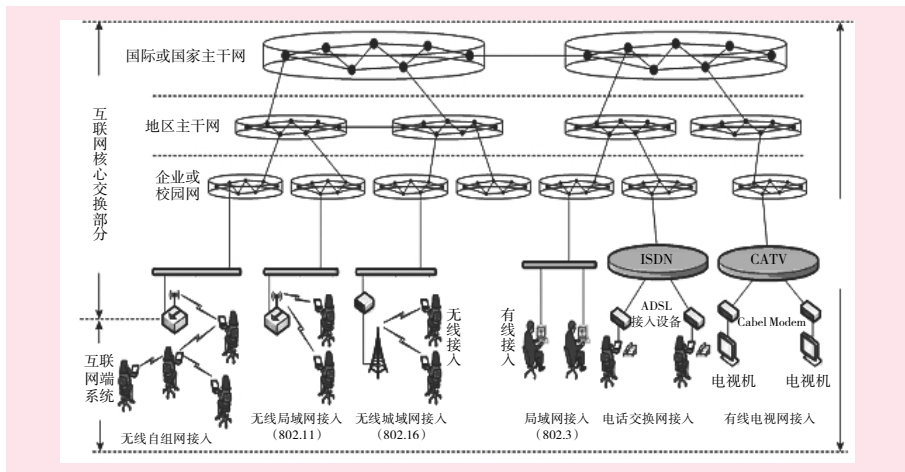 国际或国家主干网
地区主干网
企业或
校园网
互联网核心交换部分
ISDN
CATV
ADSL
接入设备
Cabel Modem
无线接入
有线接入
互联
网端
系统
电视机
电视机
无线自组网接入
无线局域网接入
(802.11)
无线城域网接入
(802.16)
局域网接入
(802.3)
电话交换网接入
有线电视网接入